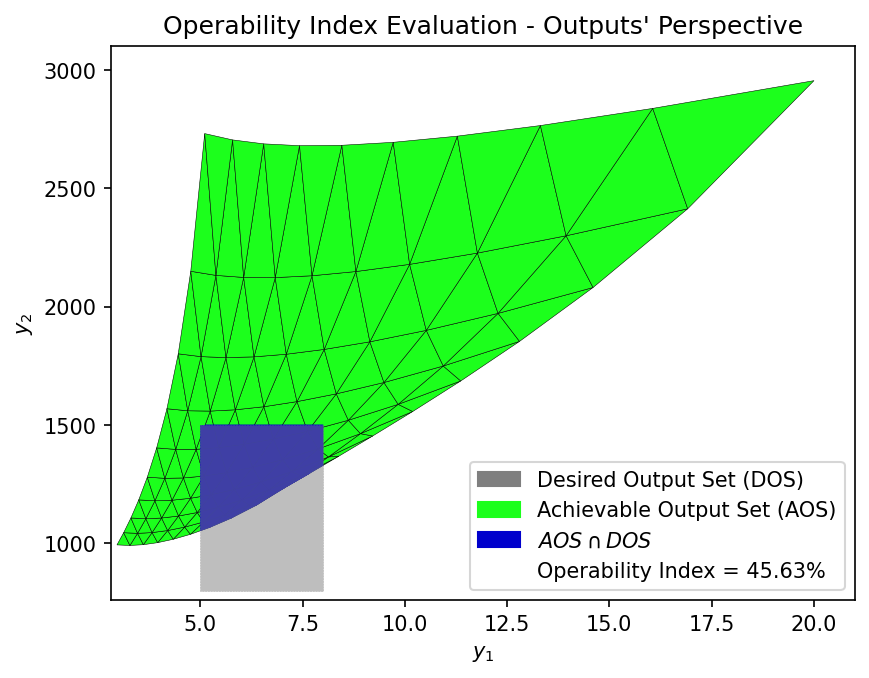 Operability Index Evaluation - Outputs' Perspective
3000
2500
2000
1500
1000
y₂
5.0 7.5 10.0 12.5 15.0 17.5 20.0
y₁
Desired Output Set (DOS)
Achievable Output Set (AOS)
AOS ∩ DOS
Operability Index = 45.63%